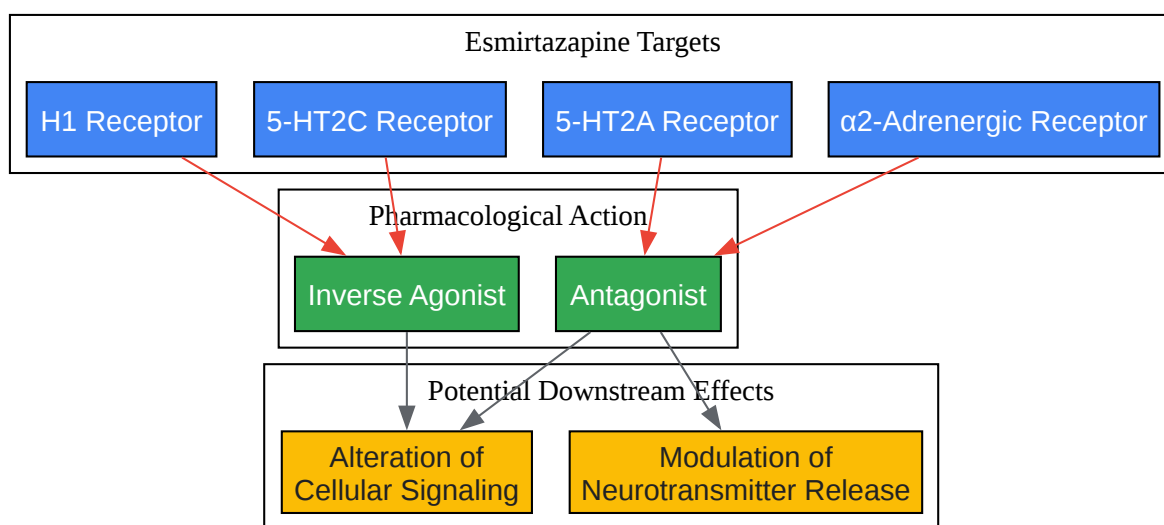 Esmirtazapine Targets
H1 Receptor
5-HT2C Receptor
5-HT2A Receptor
α2-Adrenergic Receptor
Pharmacological Action
Inverse Agonist
Antagonist
Potential Downstream Effects
Alteration of
Cellular Signaling
Modulation of
Neurotransmitter Release